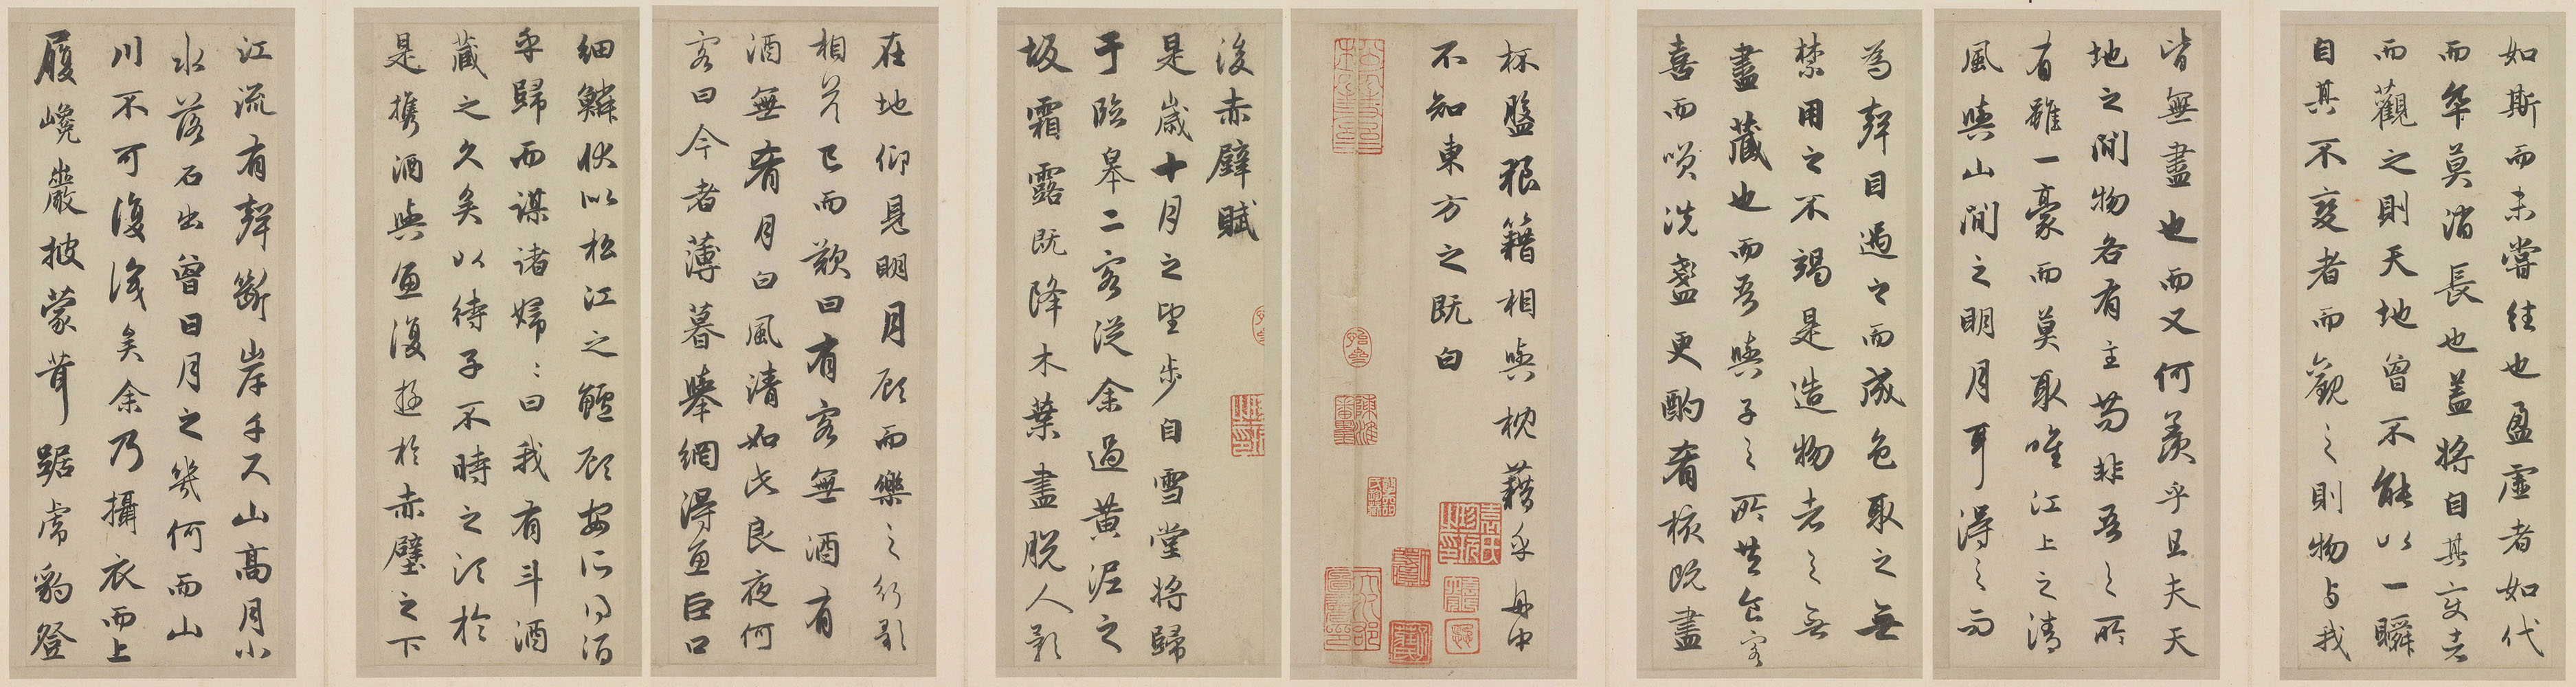 如斯而未嘗往也盈虛者如代
而卒莫消長也蓋將自其變者
而觀之則天地曾不能以一瞬
自其不變者而觀之則物與我
皆無盡也而又何羨乎且夫天
地之間物各有主苟非吾之所
有雖一毫而莫取唯江上之清
風與山間之明月耳得之而
為聲目遇之而成色取之無
禁用之不竭是造物者之無
盡藏也而吾與子之所共食客
喜而笑洗盞更酌肴核既盡
杯盤狼籍相與枕藉乎舟中
不知東方之既白
後赤壁賦
是歲十月之望步自雪堂將歸
于臨皋二客從余過黃泥之
坂霜露既降木葉盡脫人影
在地仰見明月顧而樂之行歌
相答已而歎曰有客無酒有
酒無肴月白風清如此良夜何
客曰今者薄暮舉網得魚巨口
細鱗狀似松江之鱸顧安所得酒
乎歸而謀諸婦婦曰我有斗酒
藏之久矣以待子不時之須於
是攜酒與魚復遊於赤壁之下
江流有聲斷岸千尺山高月小
水落石出曾日月之幾何而山
川不可復識矣余乃攝衣而上
履巉巖披蒙茸踞虎豹登